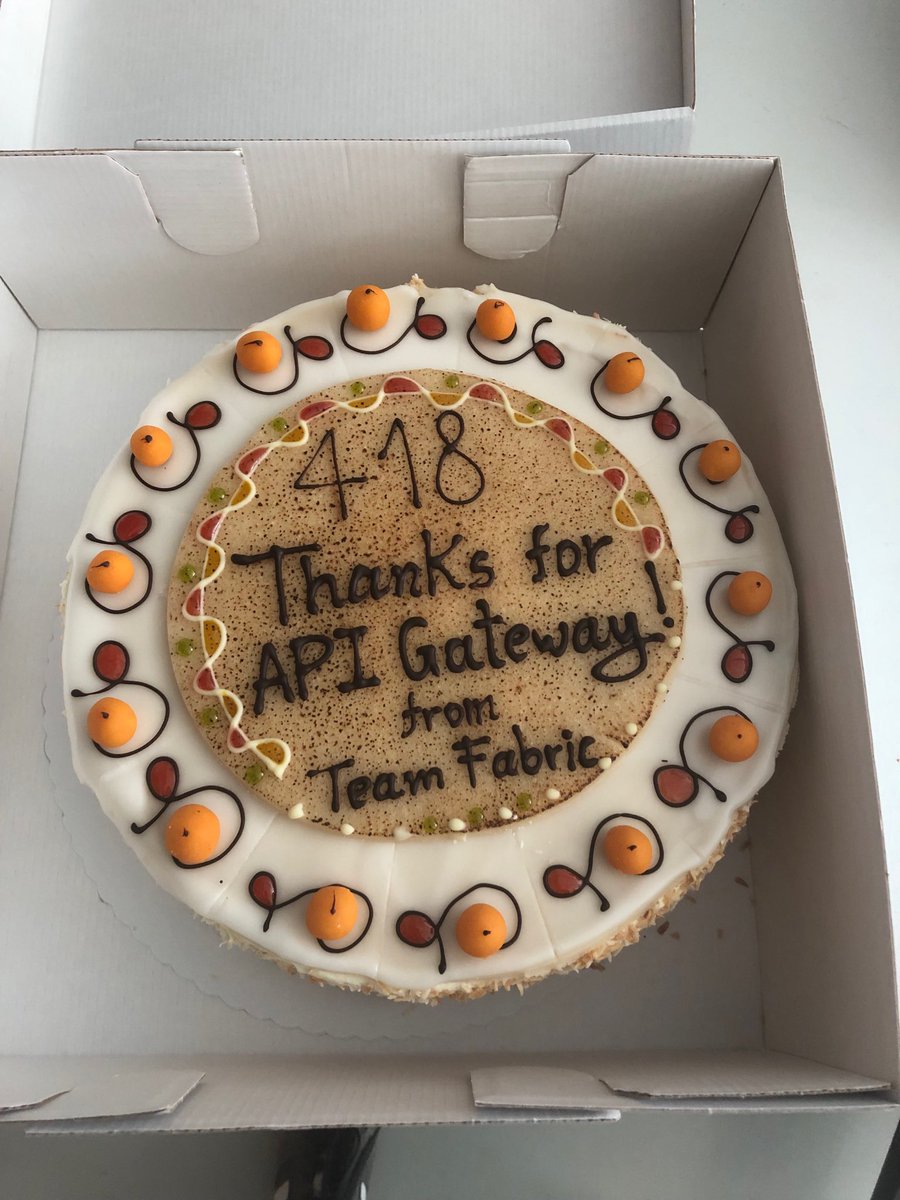 418
Thanks for
API Gateway!
from
Team Fabric